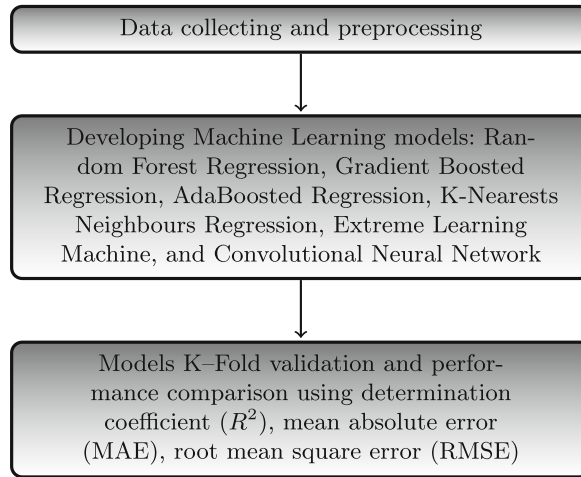 Data collecting and preprocessing
Developing Machine Learning models: Ran-
dom Forest Regression, Gradient Boosted
Regression, AdaBoosted Regression, K-Nearests
Neighbours Regression, Extreme Learning
Machine, and Convolutional Neural Network
Models K–Fold validation and perfor-
mance comparison using determination
coefficient (R²), mean absolute error
(MAE), root mean square error (RMSE)